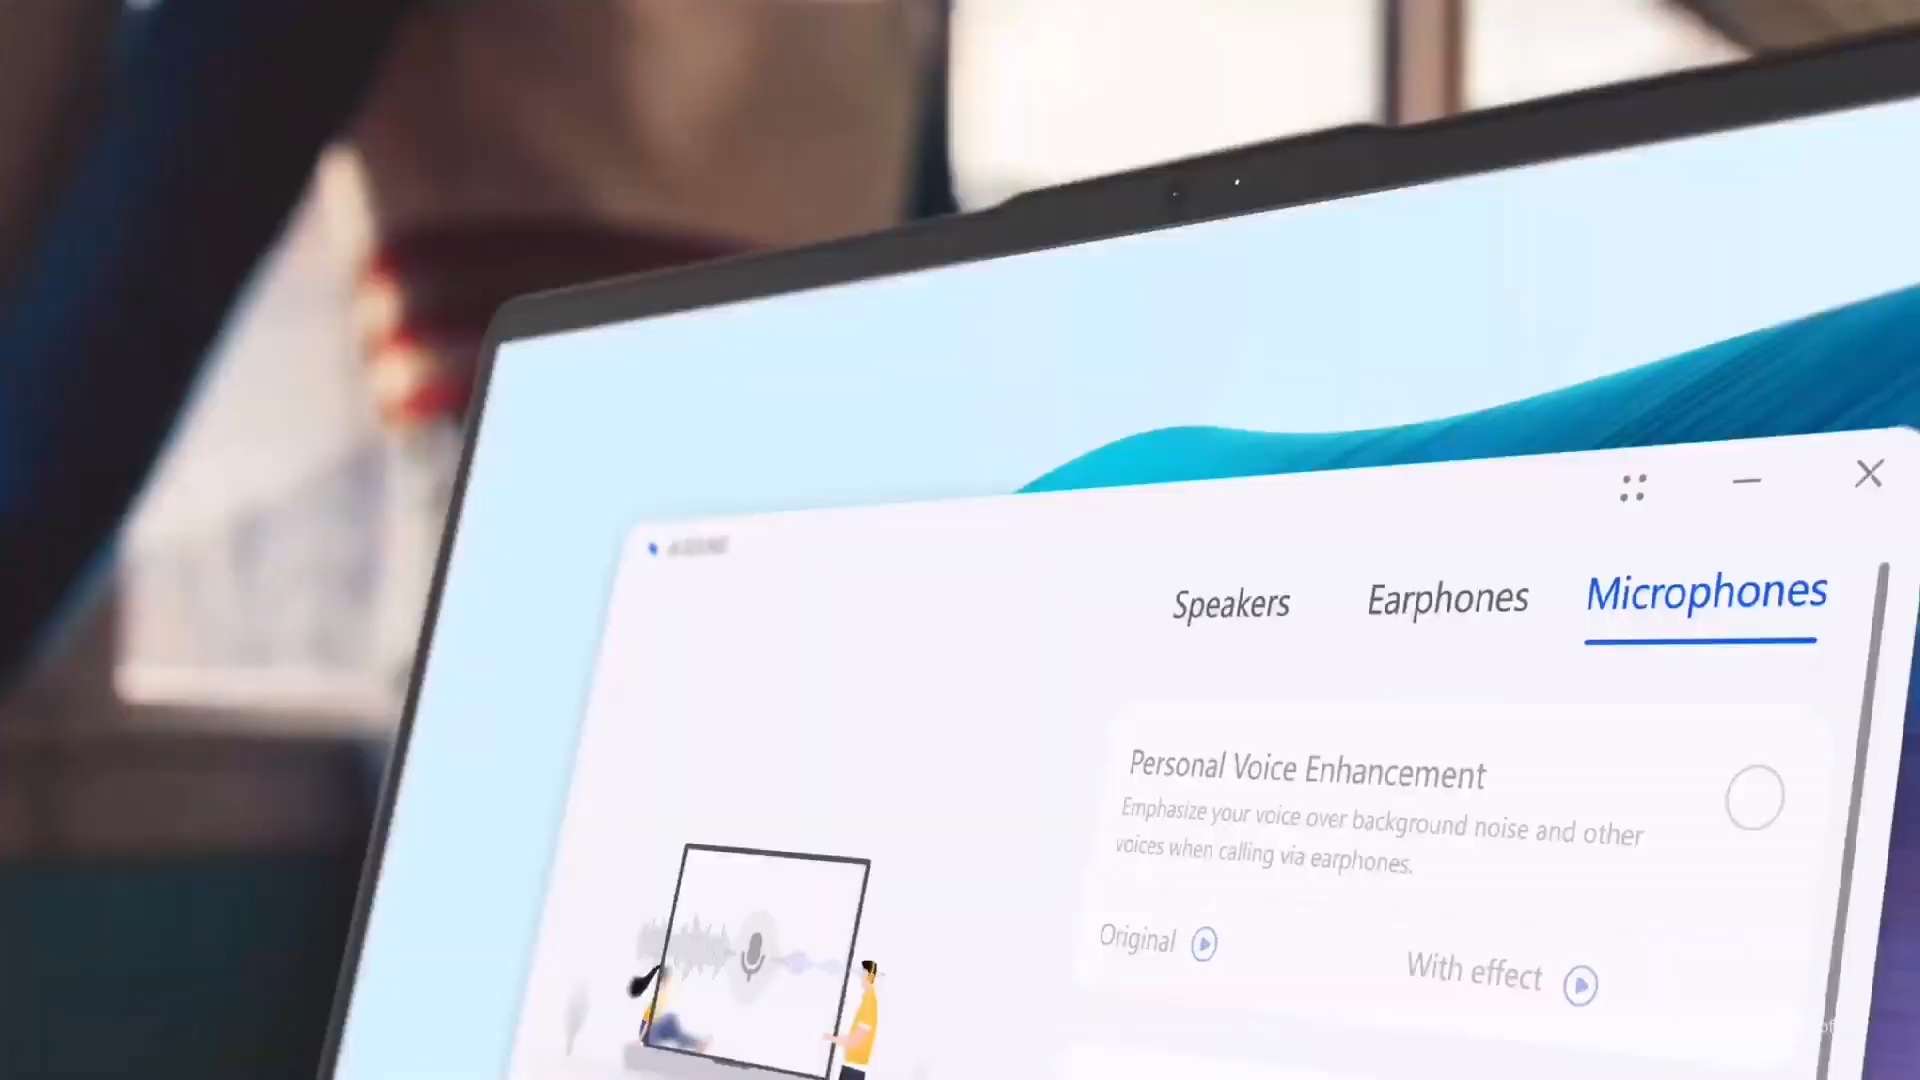 Speakers
Earphones
Microphones
Personal Voice Enhancement
Emphasize your voice over background noise and other
voices when calling via earphones.
Original
With effect